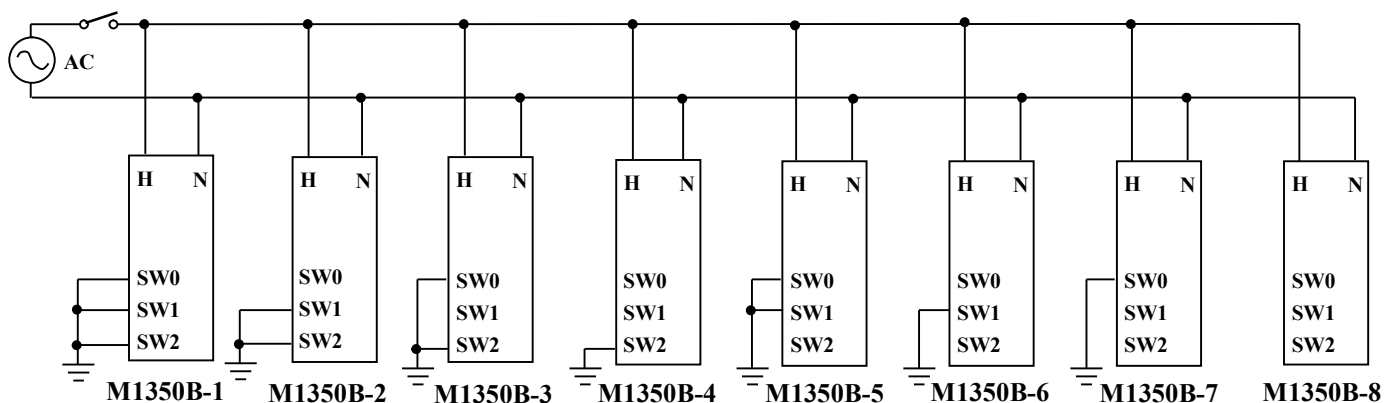 AC
H N H N H N H N H N H N H N H N
SW0 SW0 SW0 SW0 SW0 SW0 SW0 SW0
SW1 SW1 SW1 SW1 SW1 SW1 SW1 SW1
SW2 SW2 SW2 SW2 SW2 SW2 SW2 SW2
M1350B-1 M1350B-2 M1350B-3 M1350B-4 M1350B-5 M1350B-6 M1350B-7 M1350B-8